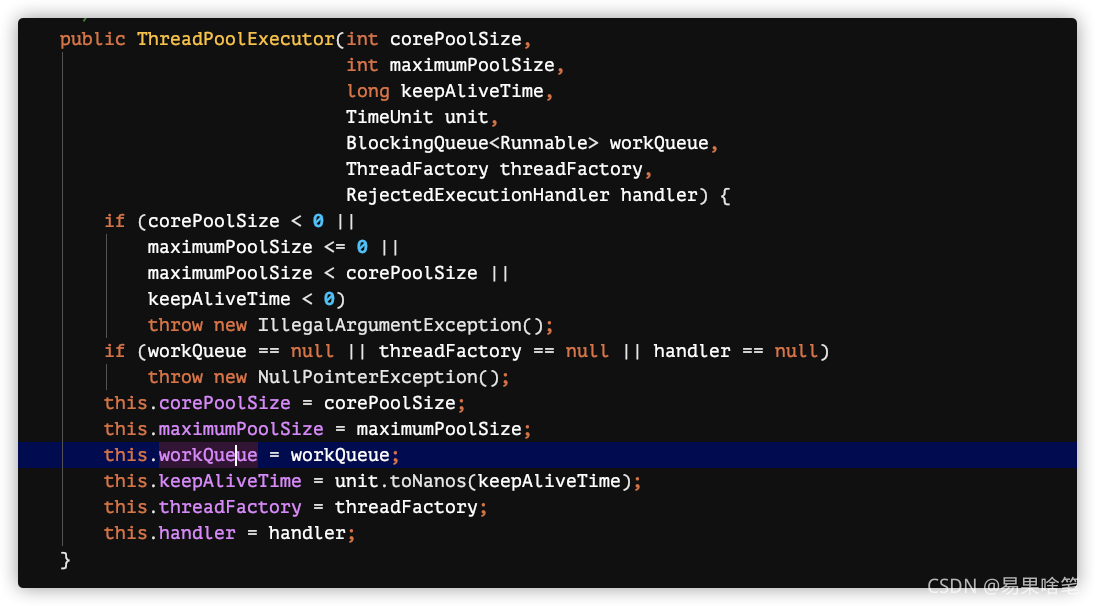 public ThreadPoolExecutor(int corePoolSize,
                          int maximumPoolSize,
                          long keepAliveTime,
                          TimeUnit unit,
                          BlockingQueue<Runnable> workQueue,
                          ThreadFactory threadFactory,
                          RejectedExecutionHandler handler) {
    if (corePoolSize < 0 ||
        maximumPoolSize <= 0 ||
        maximumPoolSize < corePoolSize ||
        keepAliveTime < 0)
        throw new IllegalArgumentException();
    if (workQueue == null || threadFactory == null || handler == null)
        throw new NullPointerException();
    this.corePoolSize = corePoolSize;
    this.maximumPoolSize = maximumPoolSize;
    this.workQueue = workQueue;
    this.keepAliveTime = unit.toNanos(keepAliveTime);
    this.threadFactory = threadFactory;
    this.handler = handler;
}
CSDN @易果啥笔